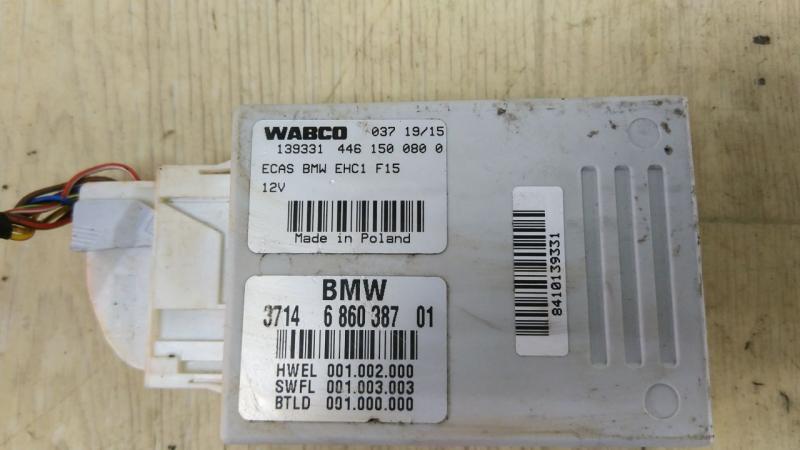 WABCO 037 19/15
139331 446 150 080 0
ECAS BMW EHC1 F15
12V
Made in Poland
BMW
3714 6 860 387 01
HWEL 001.002.000
SWFL 001.003.003
BTLD 001.000.000
8410139331